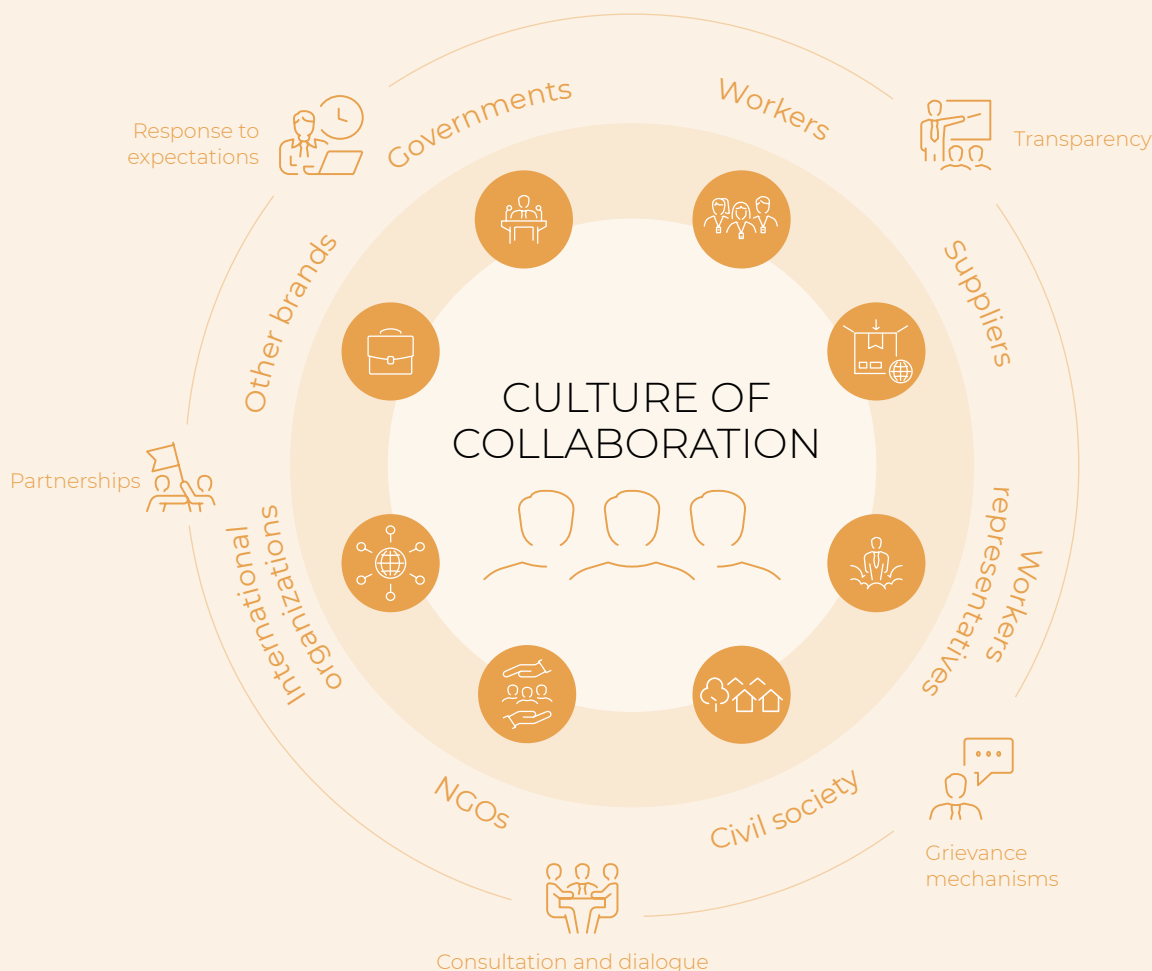 Governments
Workers
Response to
expectations
Transparency
Other brands
Suppliers
CULTURE OF
COLLABORATION
Partnerships
International
organizations
Workers
representatives
NGOs
Civil society
Grievance
mechanisms
Consultation and dialogue